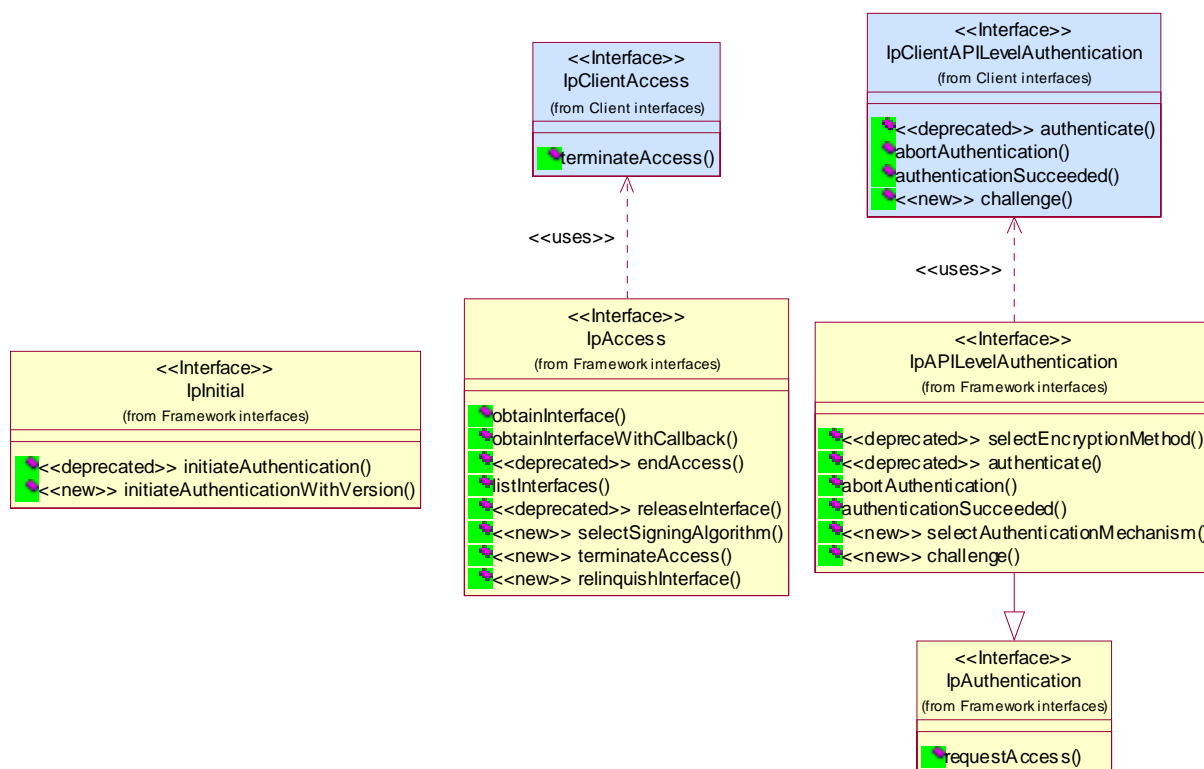 <<Interface>>
IpClientAccess
(from Client interfaces)
terminateAccess()
<<uses>>
<<Interface>>
IpClientAPILevelAuthentication
(from Client interfaces)
<<deprecated>> authenticate()
abortAuthentication()
authenticationSucceeded()
<<new>> challenge()
<<uses>>
<<Interface>>
IpInitial
(from Framework interfaces)
<<deprecated>> initiateAuthentication()
<<new>> initiateAuthenticationWithVersion()
<<Interface>>
IpAccess
(from Framework interfaces)
obtainInterface()
obtainInterfaceWithCallback()
<<deprecated>> endAccess()
listInterfaces()
<<deprecated>> releaseInterface()
<<new>> selectSigningAlgorithm()
<<new>> terminateAccess()
<<new>> relinquishInterface()
<<Interface>>
IpAPILevelAuthentication
(from Framework interfaces)
<<deprecated>> selectEncryptionMethod()
<<deprecated>> authenticate()
abortAuthentication()
authenticationSucceeded()
<<new>> selectAuthenticationMechanism()
<<new>> challenge()
<<Interface>>
IpAuthentication
(from Framework interfaces)
requestAccess()